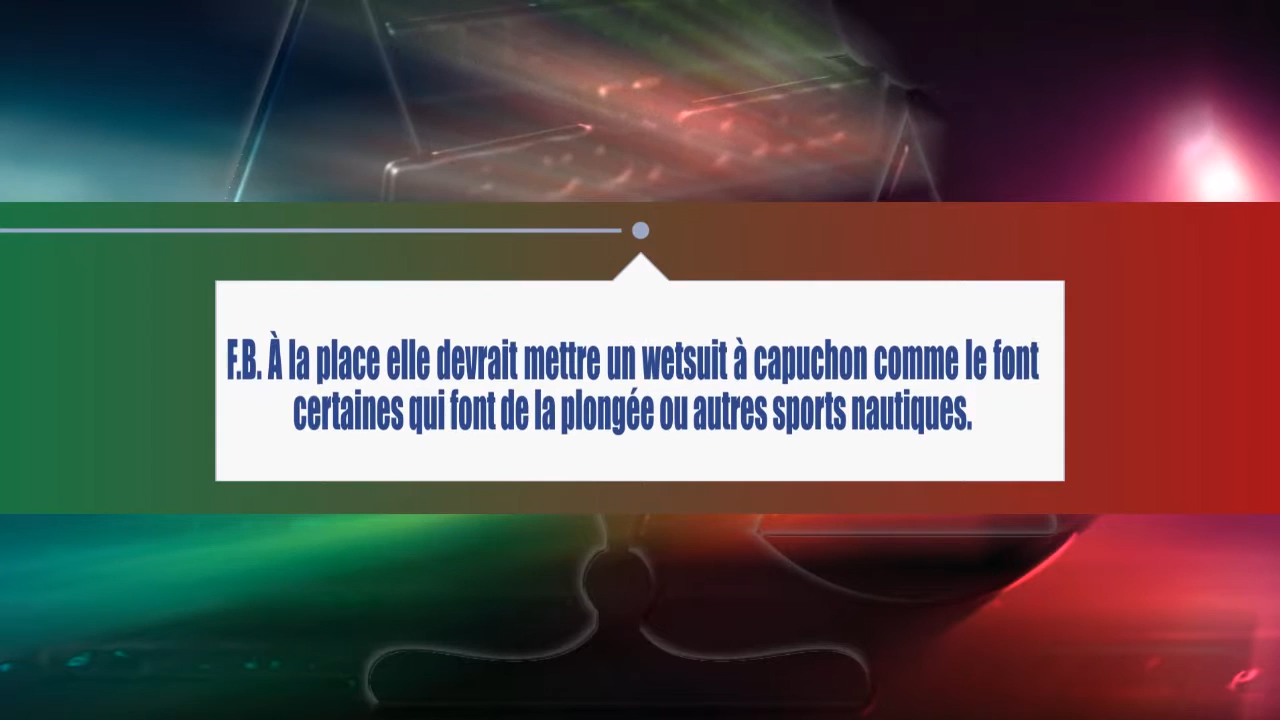 F.B. À la place elle devrait mettre un wetsuit à capuchon comme le font
certaines qui font de la plongée ou autres sports nautiques.